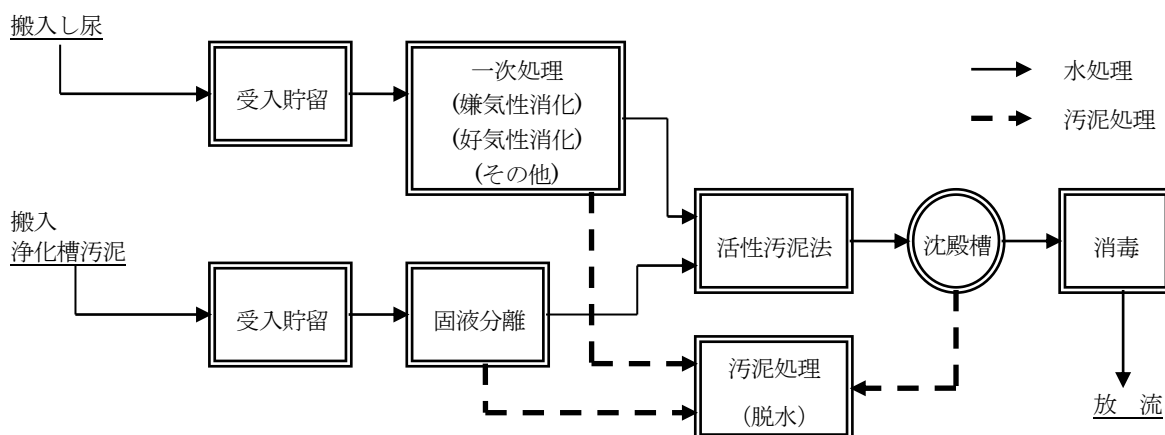 搬入し尿
受入貯留
一次処理
(嫌気性消化)
(好気性消化)
(その他)
水処理
汚泥処理
搬入
浄化槽汚泥
受入貯留
固液分離
活性汚泥法
沈殿槽
消毒
汚泥処理
（脱水）
放　流